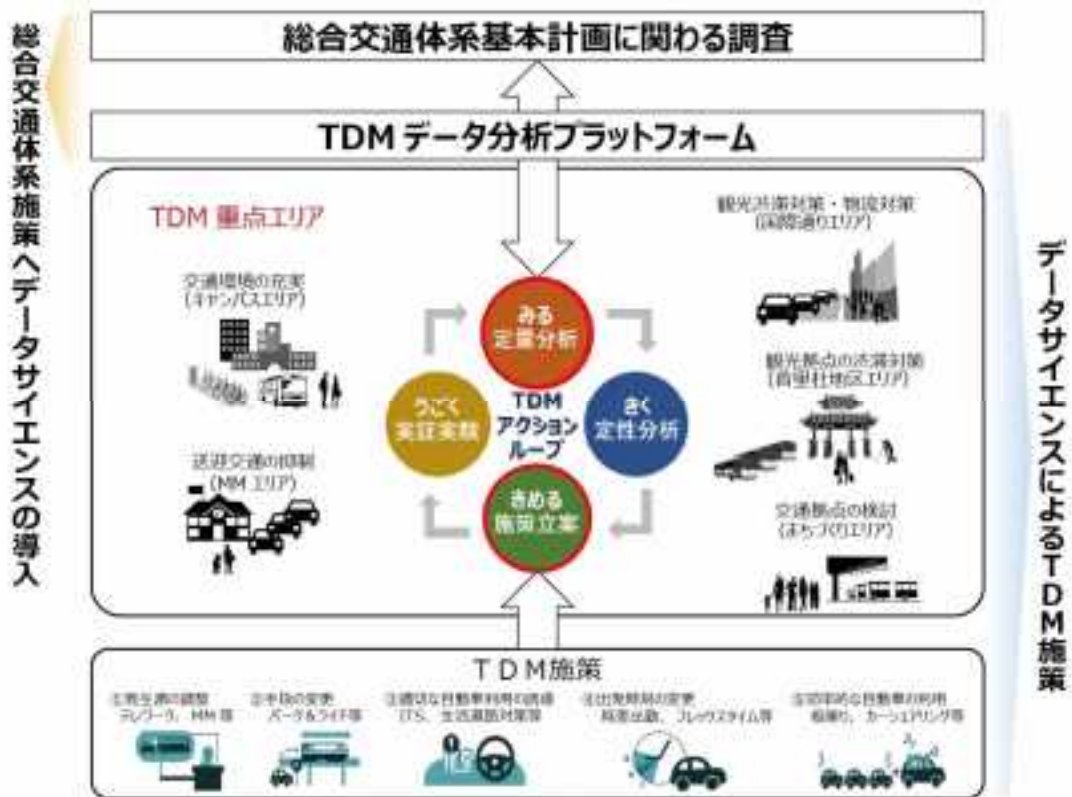 総合交通体系施策へデータサイエンスの導入
総合交通体系基本計画に関わる調査
TDM データ分析プラットフォーム
TDM 重点エリア
交通環境の充実
(キャンパスエリア)
送迎交通の抑制
(MM エリア)
みる
定量分析
きく
定性分析
きめる
施策立案
うごく
実証実験
TDM
アクション
ループ
観光渋滞対策・物流対策
(国際通りエリア)
観光拠点の渋滞対策
(首里杜地区エリア)
交通拠点の検討
(まちづくりエリア)
データサイエンスによるTDM施策
TDM施策
①発生源の調整
テレワーク、MM 等
②手段の変更
パーク&ライド等
③適切な自動車利用の誘導
ITS、生活道路対策等
④出発時刻の変更
時差出勤、フレックスタイム等
⑤効率的な自動車の利用
相乗り、カーシェアリング等